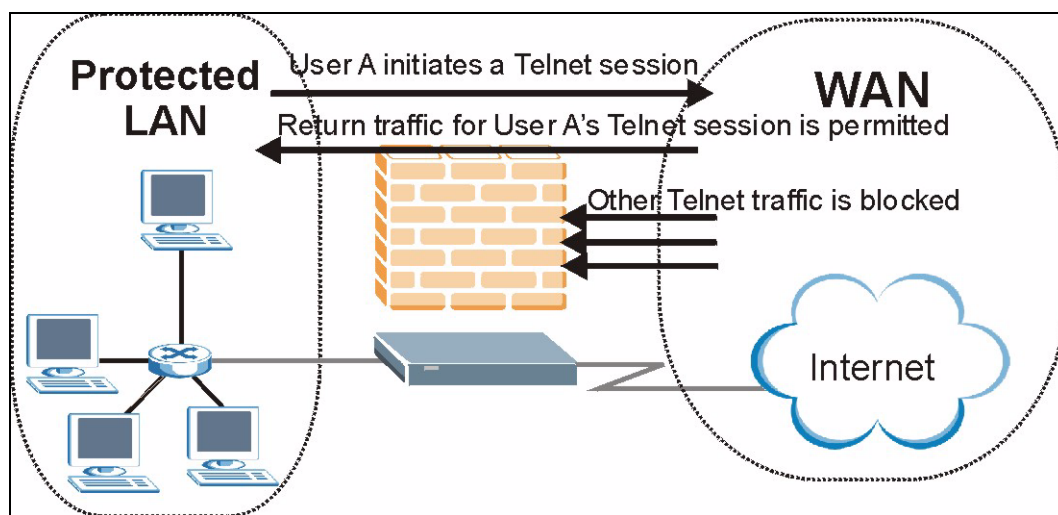 Protected
LAN
User A initiates a Telnet session
WAN
Return traffic for User A's Telnet session is permitted
Other Telnet traffic is blocked
Internet